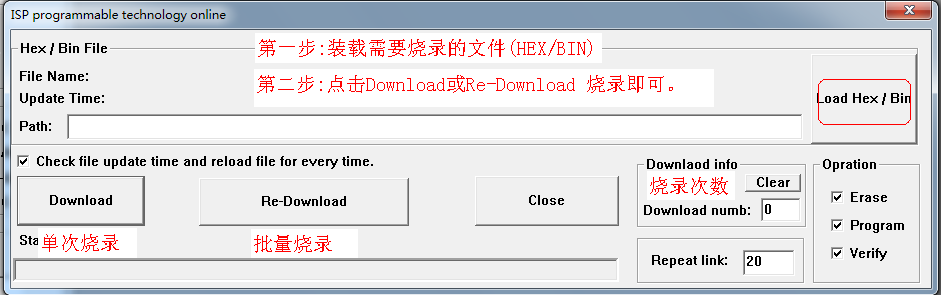 ISP programmable technology online
Hex / Bin File
第一步:装载需要烧录的文件(HEX/BIN)
File Name:
第二步:点击Download或Re-Download 烧录即可。
Update Time:
Load Hex / Bin
Path:
Check file update time and reload file for every time.
Downlaod info
Opration
Download
Re-Download
Close
烧录次数
Clear
Erase
Download numb:
0
Program
Sta
单次烧录
批量烧录
Verify
Repeat link:
20